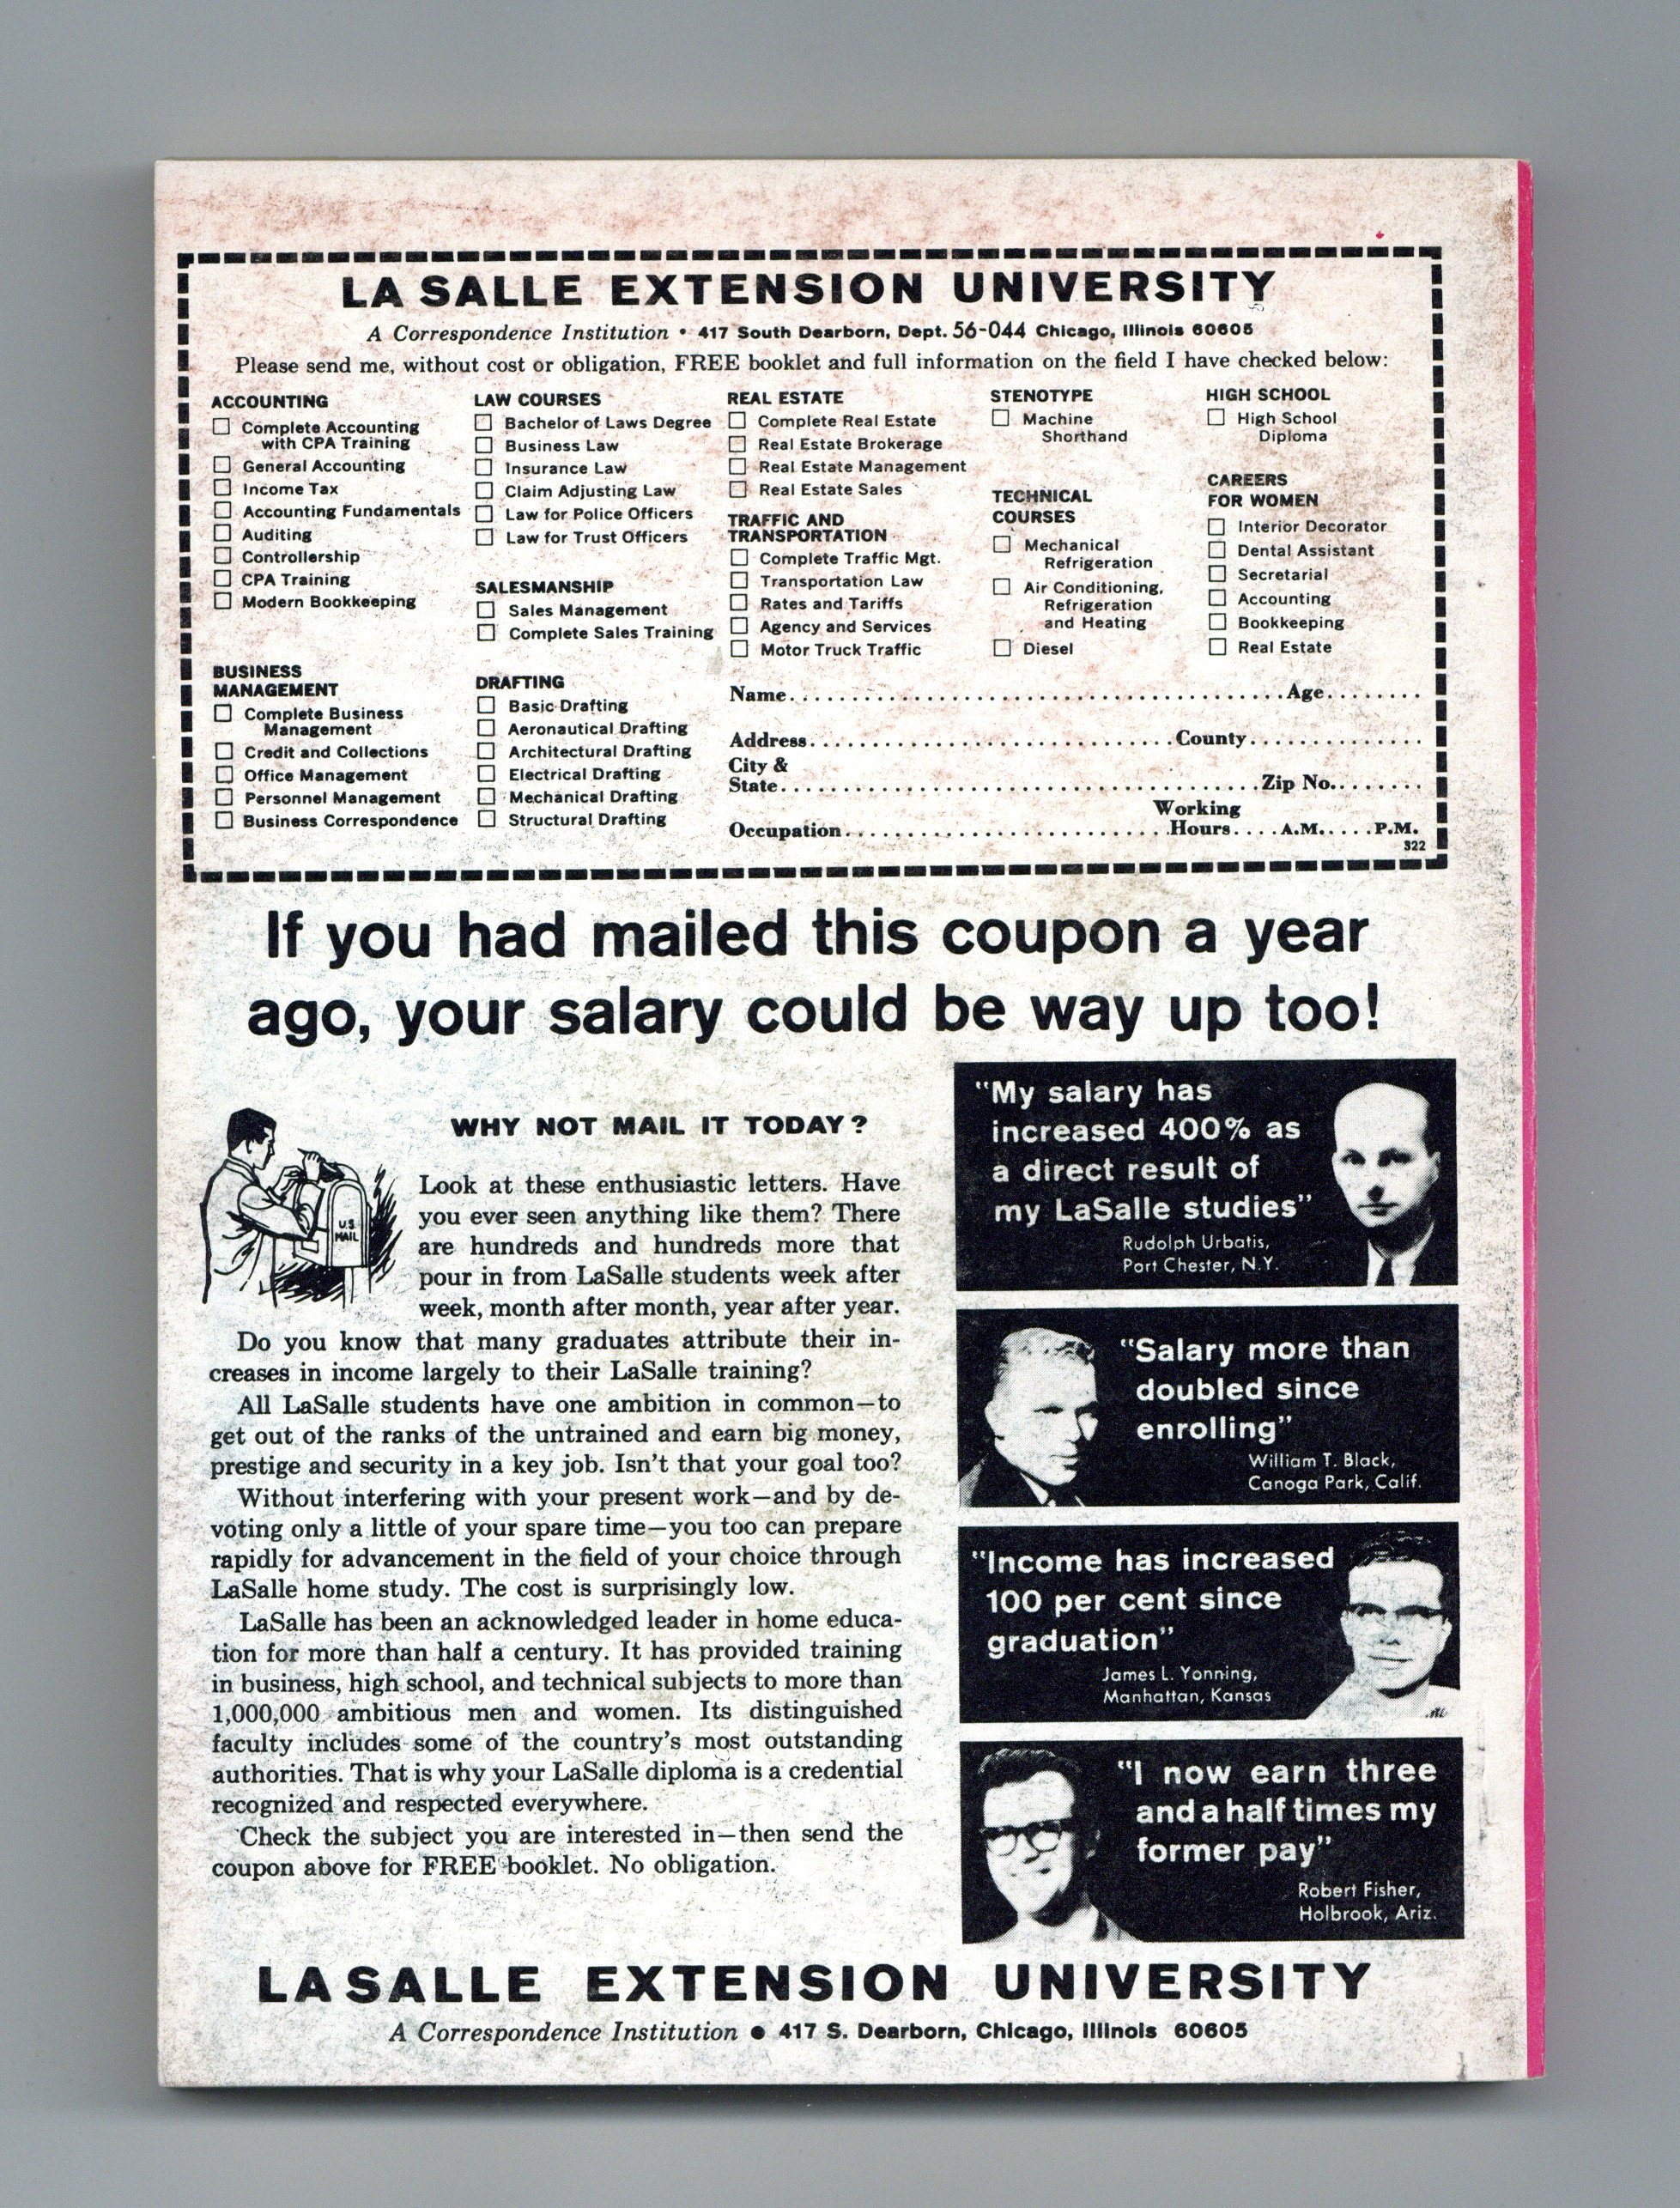 LA SALLE EXTENSION UNIVERSITY
A Correspondence Institution • 417 South Dearborn, Dept. 56-044 Chicago, Illinois 60605
Please send me, without cost or obligation, FREE booklet and full information on the field I have checked below:
ACCOUNTING
Complete Accounting
with CPA Training
General Accounting
Income Tax
Accounting Fundamentals
Auditing
Controllership
CPA Training
Modern Bookkeeping
BUSINESS
MANAGEMENT
Complete Business
Management
Credit and Collections
Office Management
Personnel Management
Business Correspondence
LAW COURSES
Bachelor of Laws Degree
Business Law
Insurance Law
Claim Adjusting Law
Law for Police Officers
Law for Trust Officers
SALESMANSHIP
Sales Management
Complete Sales Training
DRAFTING
Basic Drafting
Aeronautical Drafting
Architectural Drafting
Electrical Drafting
Mechanical Drafting
Structural Drafting
REAL ESTATE
Complete Real Estate
Real Estate Brokerage
Real Estate Management
Real Estate Sales
TRAFFIC AND
TRANSPORTATION
Complete Traffic Mgt.
Transportation Law
Rates and Tariffs
Agency and Services
Motor Truck Traffic
STENOTYPE
Machine
Shorthand
TECHNICAL
COURSES
Mechanical
Refrigeration
Air Conditioning,
Refrigeration
and Heating
Diesel
HIGH SCHOOL
High School
Diploma
CAREERS
FOR WOMEN
Interior Decorator
Dental Assistant
Secretarial
Accounting
Bookkeeping
Real Estate
Name........................................Age........
Address..............................County..............
City &
State.......................................Zip No........
Working
Occupation...........................Hours....A.M.....P.M.
322
If you had mailed this coupon a year
ago, your salary could be way up too!
WHY NOT MAIL IT TODAY?
U.S.
MAIL
Look at these enthusiastic letters. Have
you ever seen anything like them? There
are hundreds and hundreds more that
pour in from LaSalle students week after
week, month after month, year after year.
Do you know that many graduates attribute their in-
creases in income largely to their LaSalle training?
All LaSalle students have one ambition in common—to
get out of the ranks of the untrained and earn big money,
prestige and security in a key job. Isn't that your goal too?
Without interfering with your present work—and by de-
voting only a little of your spare time—you too can prepare
rapidly for advancement in the field of your choice through
LaSalle home study. The cost is surprisingly low.
LaSalle has been an acknowledged leader in home educa-
tion for more than half a century. It has provided training
in business, high school, and technical subjects to more than
1,000,000 ambitious men and women. Its distinguished
faculty includes some of the country's most outstanding
authorities. That is why your LaSalle diploma is a credential
recognized and respected everywhere.
Check the subject you are interested in—then send the
coupon above for FREE booklet. No obligation.
"My salary has
increased 400% as
a direct result of
my LaSalle studies"
Rudolph Urbatis,
Port Chester, N.Y.
"Salary more than
doubled since
enrolling"
William T. Black,
Canoga Park, Calif.
"Income has increased
100 per cent since
graduation"
James L. Yonning,
Manhattan, Kansas
"I now earn three
and a half times my
former pay"
Robert Fisher,
Holbrook, Ariz.
LA SALLE EXTENSION UNIVERSITY
A Correspondence Institution • 417 S. Dearborn, Chicago, Illinois 60605